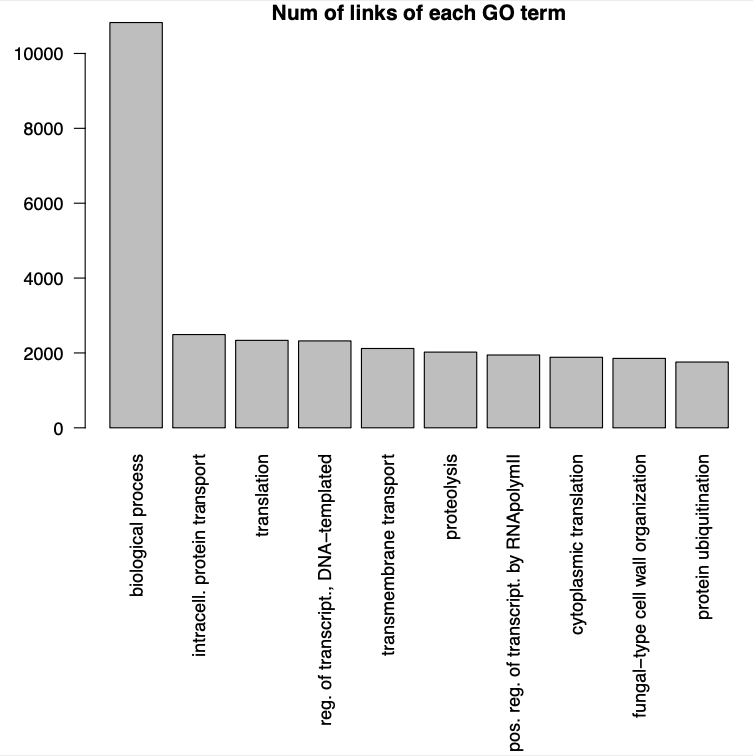 Num of links of each GO term
10000
8000
6000
4000
2000
0
biological process
intracell. protein transport
translation
reg. of transcript., DNA−templated
transmembrane transport
proteolysis
pos. reg. of transcript. by RNApolymII
cytoplasmic translation
fungal−type cell wall organization
protein ubiquitination